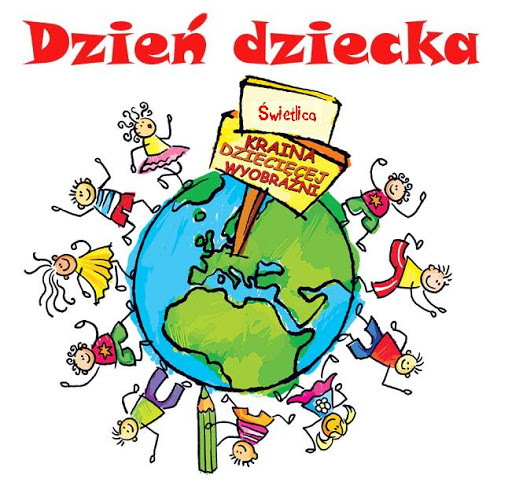 Dzień dziecka
Świetlica
KRAINA
DZIECIĘCEJ
WYOBRAŹNI